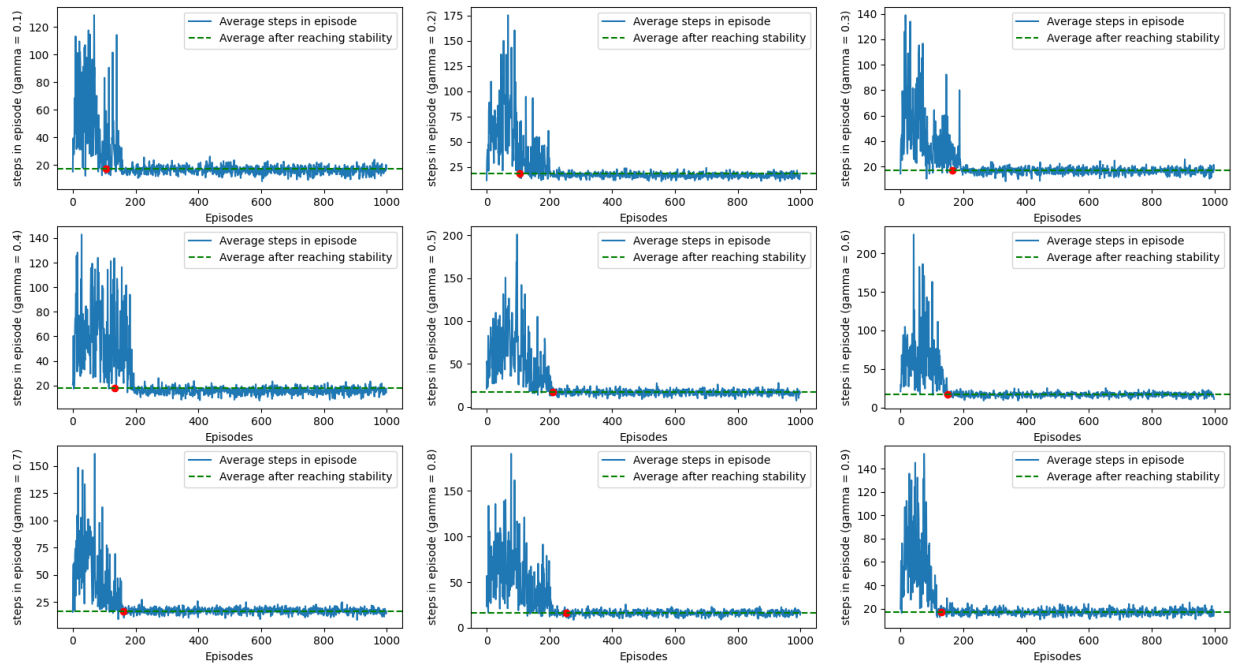 steps in episode (gamma = 0.1)
120
100
80
60
40
20
Average steps in episode
Average after reaching stability
0 200 400 600 800 1000
Episodes
steps in episode (gamma = 0.2)
175
150
125
100
75
50
25
Average steps in episode
Average after reaching stability
0 200 400 600 800 1000
Episodes
steps in episode (gamma = 0.3)
140
120
100
80
60
40
20
Average steps in episode
Average after reaching stability
0 200 400 600 800 1000
Episodes
steps in episode (gamma = 0.4)
140
120
100
80
60
40
20
Average steps in episode
Average after reaching stability
0 200 400 600 800 1000
Episodes
steps in episode (gamma = 0.5)
200
150
100
50
0
Average steps in episode
Average after reaching stability
0 200 400 600 800 1000
Episodes
steps in episode (gamma = 0.6)
200
150
100
50
0
Average steps in episode
Average after reaching stability
0 200 400 600 800 1000
Episodes
steps in episode (gamma = 0.7)
150
125
100
75
50
25
Average steps in episode
Average after reaching stability
0 200 400 600 800 1000
Episodes
steps in episode (gamma = 0.8)
150
100
50
0
Average steps in episode
Average after reaching stability
0 200 400 600 800 1000
Episodes
steps in episode (gamma = 0.9)
140
120
100
80
60
40
20
Average steps in episode
Average after reaching stability
0 200 400 600 800 1000
Episodes